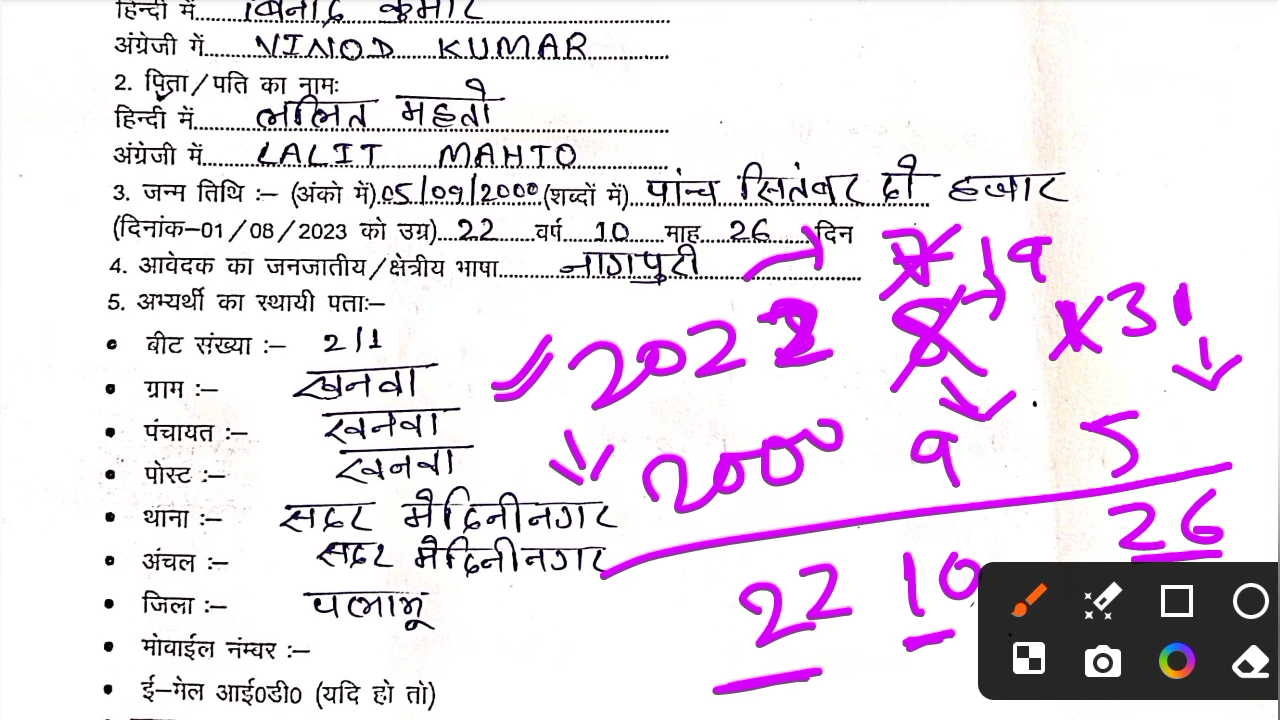 हिन्दी में....बिनोद कुमार
अंग्रेजी में....VINOD KUMAR
2. पिता/पति का नामः
हिन्दी में....ललित महतो
अंग्रेजी में....LALIT MAHTO
3. जन्म तिथि :– (अंको में)05/09/2000(शब्दों में)पांच सितंबर दो हजार
(दिनांक–01/08/2023 को उम्र)...22...वर्ष...10...माह...26...दिन
4. आवेदक का जनजातीय/क्षेत्रीय भाषा....नागपुरी
5. अभ्यर्थी का स्थायी पताः–
• बीट संख्या :– 2/1
• ग्राम :– खनवा
• पंचायत :– खनवा
• पोस्ट :– खनवा
• थाना :– सदर मेदिनीनगर
• अंचल :– सदर मेदिनीनगर
• जिला :– पलामू
• मोवाईल नंम्वर :–
• ई–मेल आई0डी0 (यदि हो तो)
7 19
2022 8 1 31
2000 9 5
22 10 26